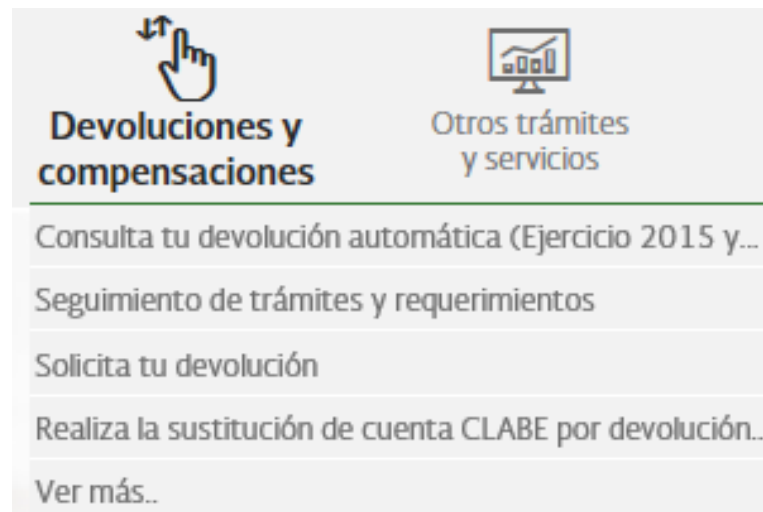 Devoluciones y
compensaciones
Otros trámites
y servicios
Consulta tu devolución automática (Ejercicio 2015 y...
Seguimiento de trámites y requerimientos
Solicita tu devolución
Realiza la sustitución de cuenta CLABE por devolución..
Ver más..